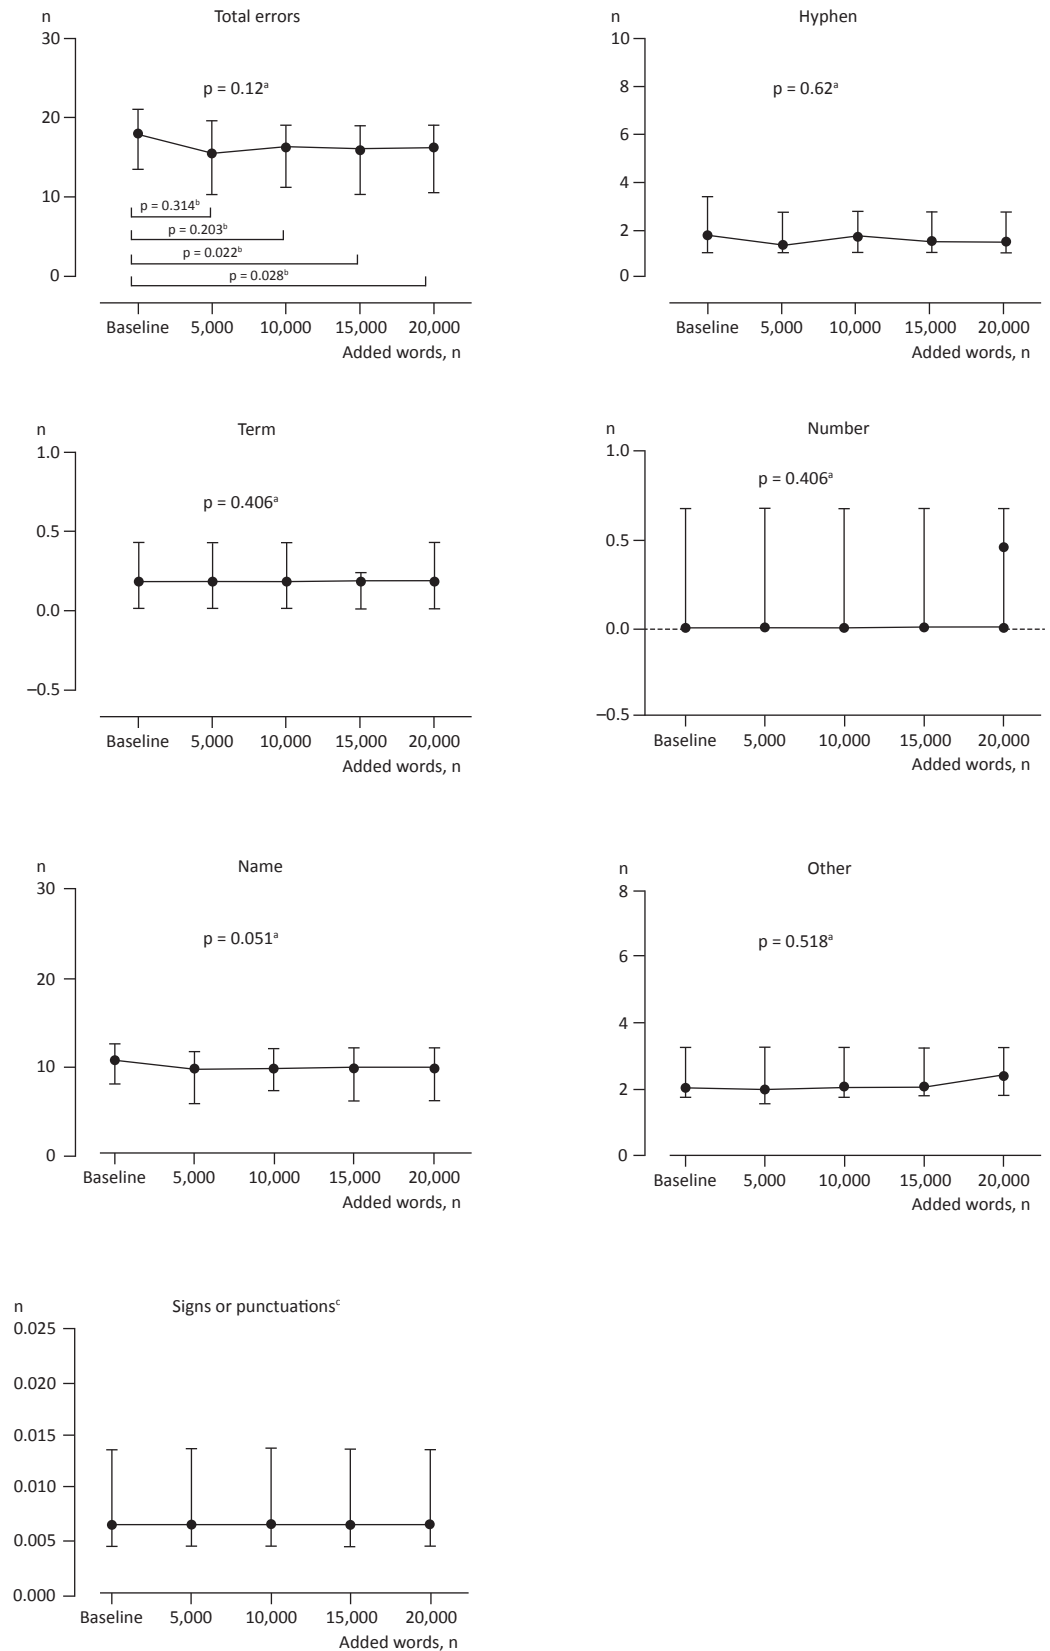 n
Total errors
30
20
10
0
p = 0.12ᵃ
p = 0.314ᵇ
p = 0.203ᵇ
p = 0.022ᵇ
p = 0.028ᵇ
Baseline 5,000 10,000 15,000 20,000
Added words, n
n
Hyphen
10
8
6
4
2
0
p = 0.62ᵃ
Baseline 5,000 10,000 15,000 20,000
Added words, n
n
Term
1.0
0.5
0.0
–0.5
p = 0.406ᵃ
Baseline 5,000 10,000 15,000 20,000
Added words, n
n
Number
1.0
0.5
0.0
–0.5
p = 0.406ᵃ
Baseline 5,000 10,000 15,000 20,000
Added words, n
n
Name
30
20
10
0
p = 0.051ᵃ
Baseline 5,000 10,000 15,000 20,000
Added words, n
n
Other
8
6
4
2
0
p = 0.518ᵃ
Baseline 5,000 10,000 15,000 20,000
Added words, n
n
Signs or punctuationsᶜ
0.025
0.020
0.015
0.010
0.005
0.000
Baseline 5,000 10,000 15,000 20,000
Added words, n